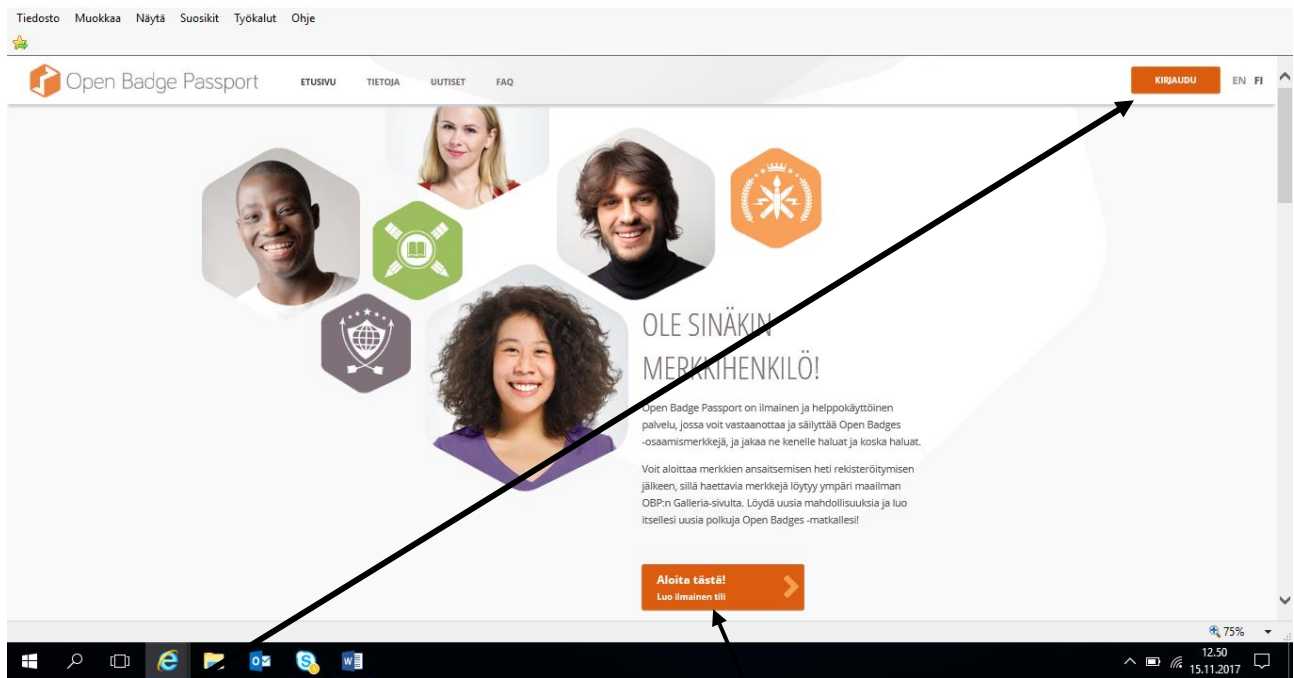 Tiedosto Muokkaa Näytä Suosikit Työkalut Ohje
Open Badge Passport ETUSIVU TIETOJA UUTISET FAQ KIRJAUDU EN FI
OLE SINÄKIN
MERKKIHENKILÖ!
Open Badge Passport on ilmainen ja helppokäyttöinen
palvelu, jossa voit vastaanottaa ja säilyttää Open Badges
-osaamismerkkejä, ja jakaa ne kenelle haluat ja koska haluat.
Voit aloittaa merkkien ansaitsemisen heti rekisteröitymisen
jälkeen, sillä haettavia merkkejä löytyy ympäri maailman
OBP:n Galleria-sivulta. Löydä uusia mahdollisuuksia ja luo
itsellesi uusia polkuja Open Badges -matkallesi!
Aloita tästä!
Luo ilmainen tili
75%
12.50
15.11.2017